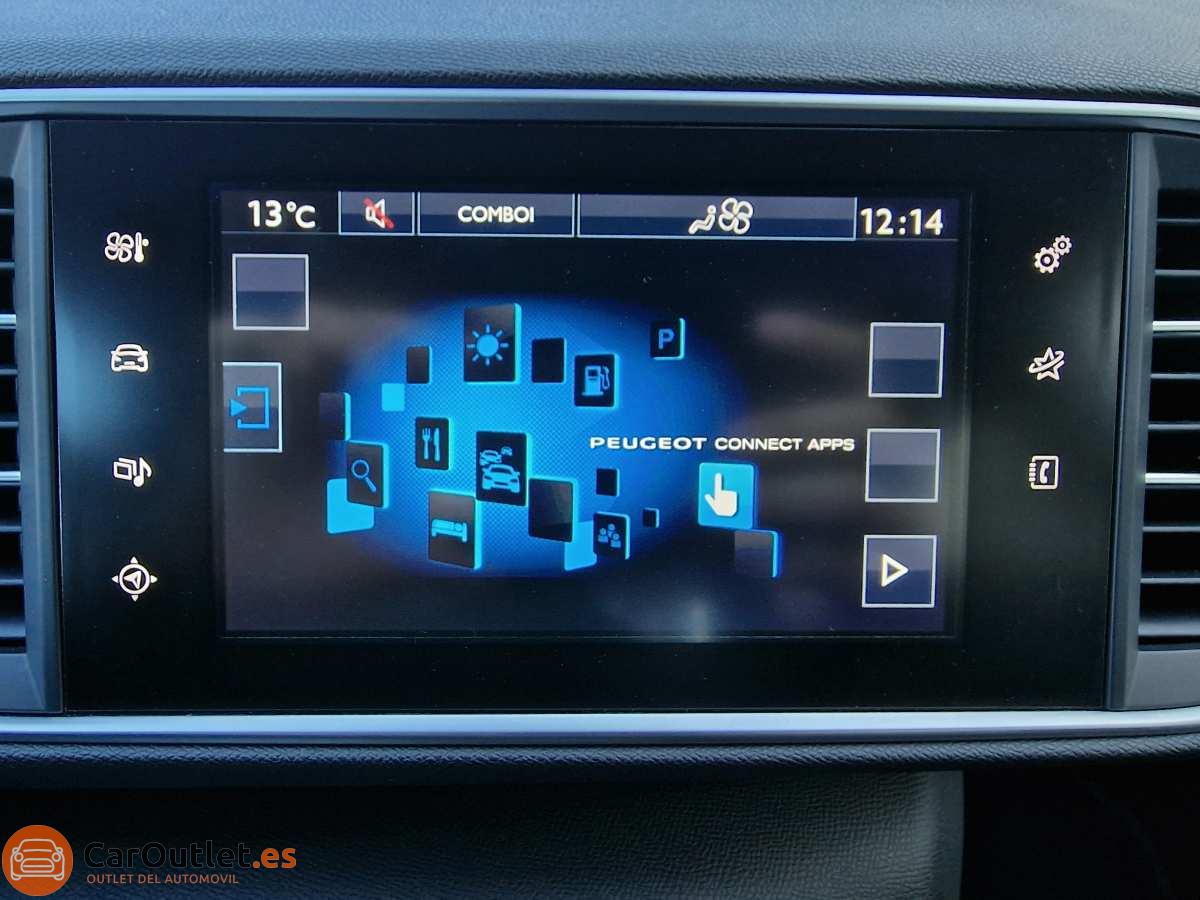 13°C
COMBOI
12:14
P
PEUGEOT CONNECT APPS
CarOutlet.es
OUTLET DEL AUTOMOVIL